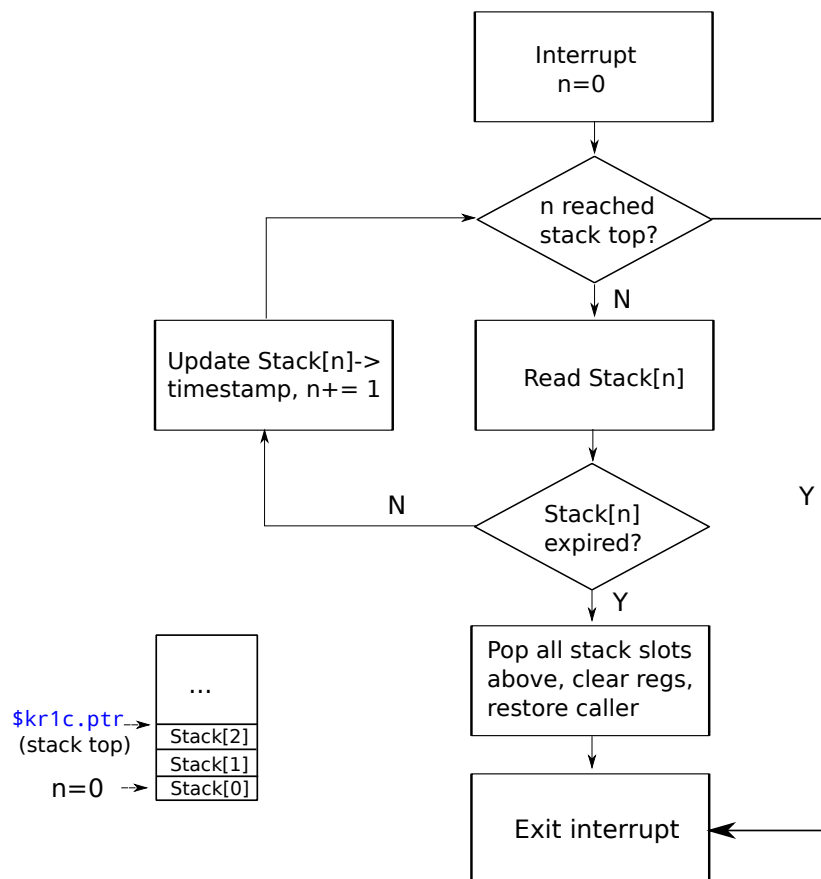 Interrupt
n=0
n reached
stack top?
N
Update Stack[n]->
timestamp, n+= 1
Read Stack[n]
Y
N
Stack[n]
expired?
Y
Pop all stack slots
above, clear regs,
restore caller
...
$kr1c.ptr
(stack top)
Stack[2]
Stack[1]
n=0
Stack[0]
Exit interrupt